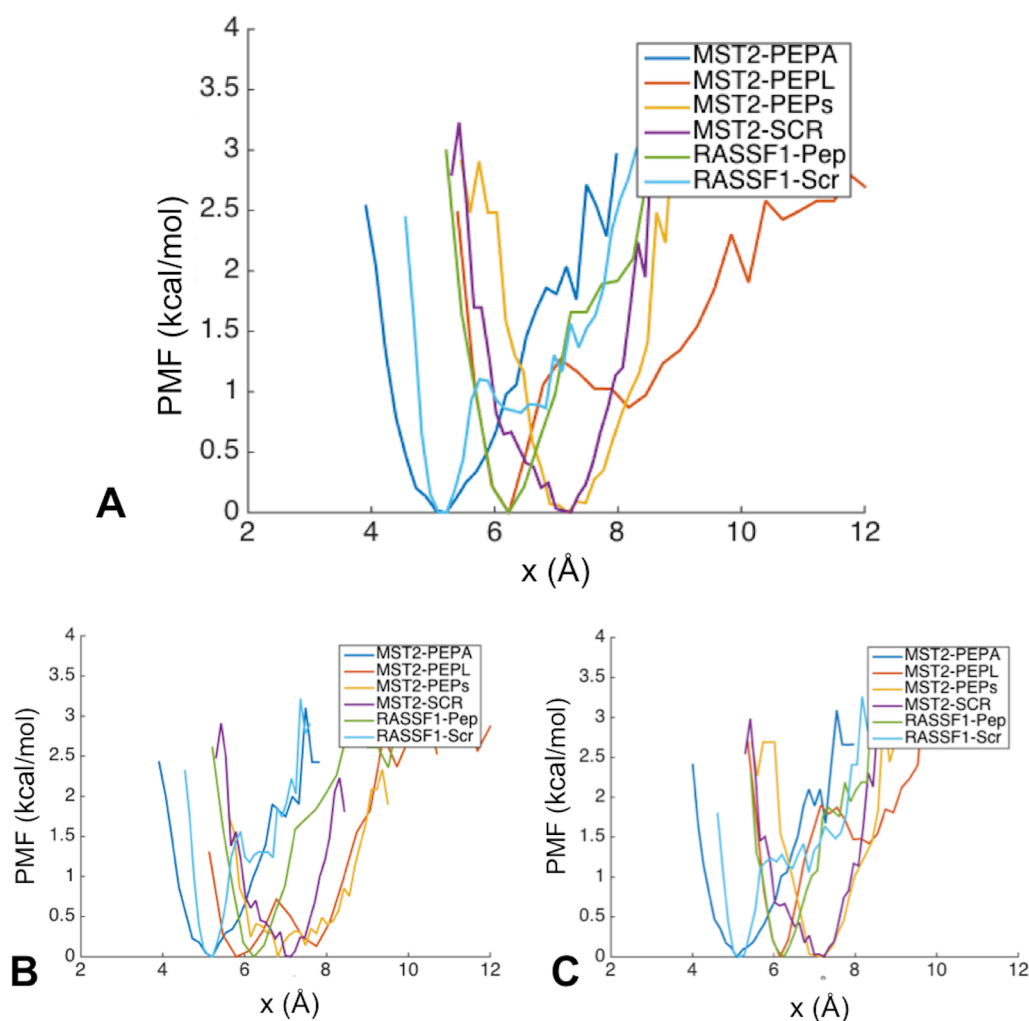 4
3.5
3
2.5
2
1.5
1
0.5
0
PMF (kcal/mol)
MST2-PEPA
MST2-PEPL
MST2-PEPs
MST2-SCR
RASSF1-Pep
RASSF1-Scr
A
2 4 6 8 10 12
x (Å)
4
3.5
3
2.5
2
1.5
1
0.5
0
PMF (kcal/mol)
MST2-PEPA
MST2-PEPL
MST2-PEPs
MST2-SCR
RASSF1-Pep
RASSF1-Scr
B
2 4 6 8 10 12
x (Å)
4
3.5
3
2.5
2
1.5
1
0.5
0
PMF (kcal/mol)
MST2-PEPA
MST2-PEPL
MST2-PEPs
MST2-SCR
RASSF1-Pep
RASSF1-Scr
C
2 4 6 8 10 12
x (Å)